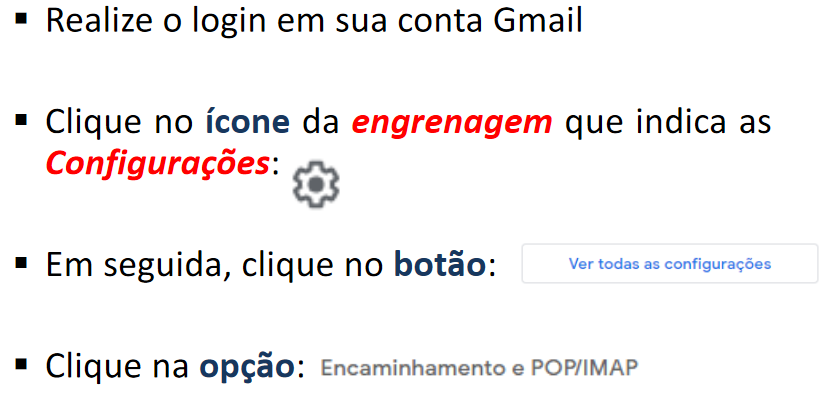 ▪ Realize o login em sua conta Gmail
▪ Clique no ícone da engrenagem que indica as
Configurações:
▪ Em seguida, clique no botão: Ver todas as configurações
▪ Clique na opção: Encaminhamento e POP/IMAP